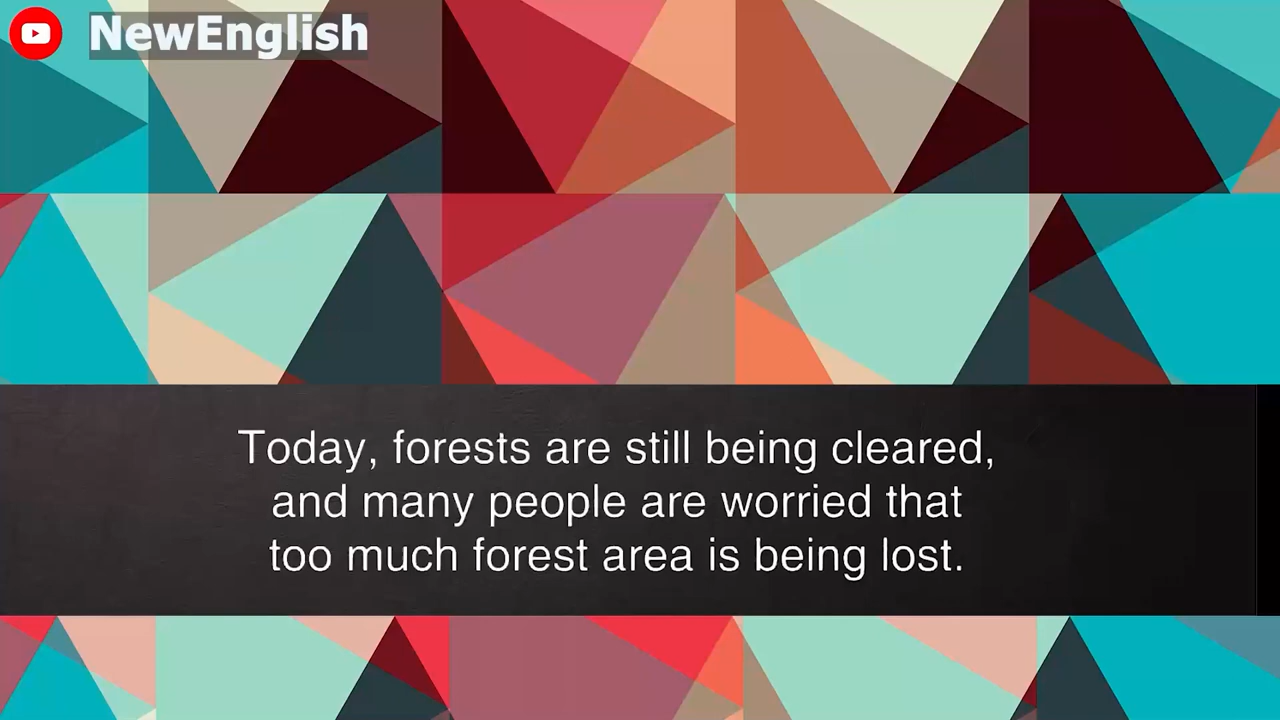 NewEnglish
Today, forests are still being cleared,
and many people are worried that
too much forest area is being lost.